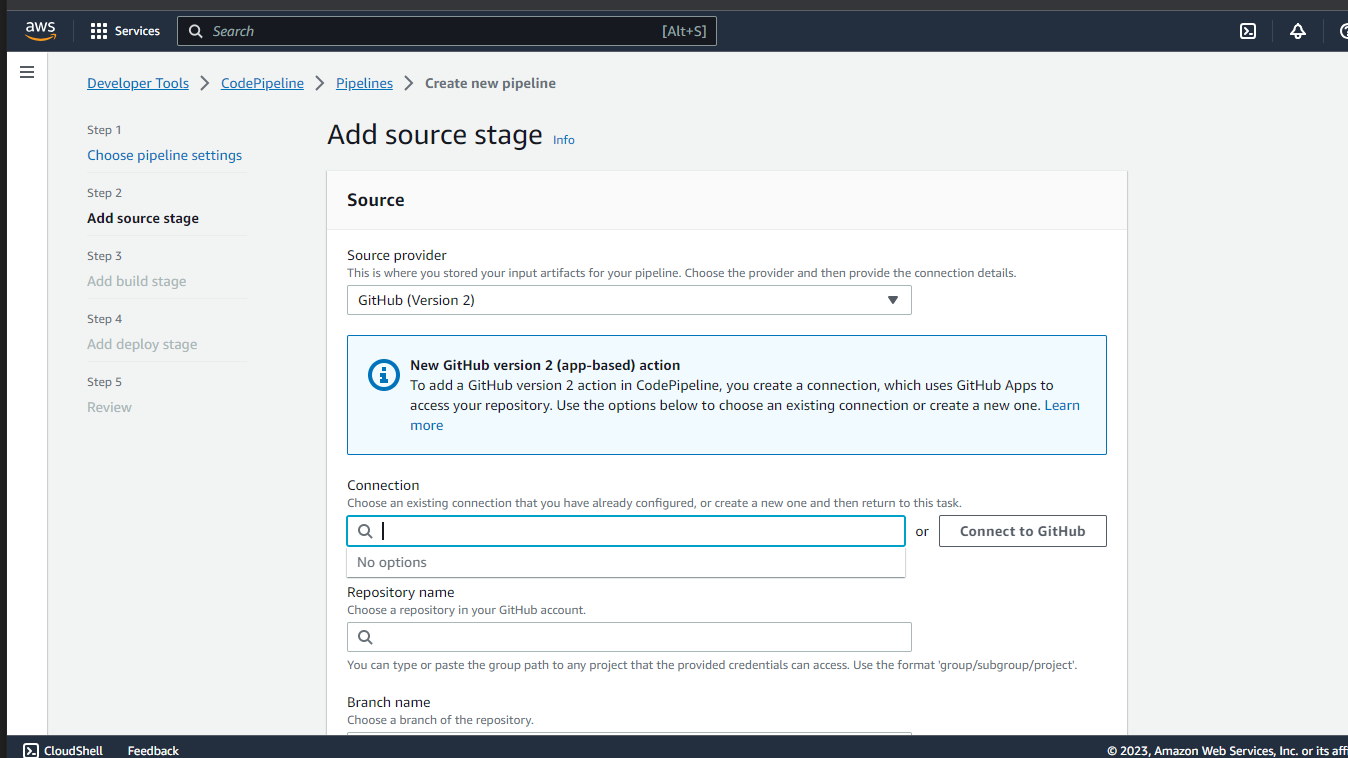 aws
Services
Search [Alt+S]
Developer Tools
CodePipeline
Pipelines
Create new pipeline
Step 1
Choose pipeline settings
Step 2
Add source stage
Step 3
Add build stage
Step 4
Add deploy stage
Step 5
Review
Add source stage Info
Source
Source provider
This is where you stored your input artifacts for your pipeline. Choose the provider and then provide the connection details.
GitHub (Version 2)
New GitHub version 2 (app-based) action
To add a GitHub version 2 action in CodePipeline, you create a connection, which uses GitHub Apps to
access your repository. Use the options below to choose an existing connection or create a new one. Learn
more
Connection
Choose an existing connection that you have already configured, or create a new one and then return to this task.
or
Connect to GitHub
No options
Repository name
Choose a repository in your GitHub account.
You can type or paste the group path to any project that the provided credentials can access. Use the format 'group/subgroup/project'.
Branch name
Choose a branch of the repository.
CloudShell
Feedback
© 2023, Amazon Web Services, Inc. or its